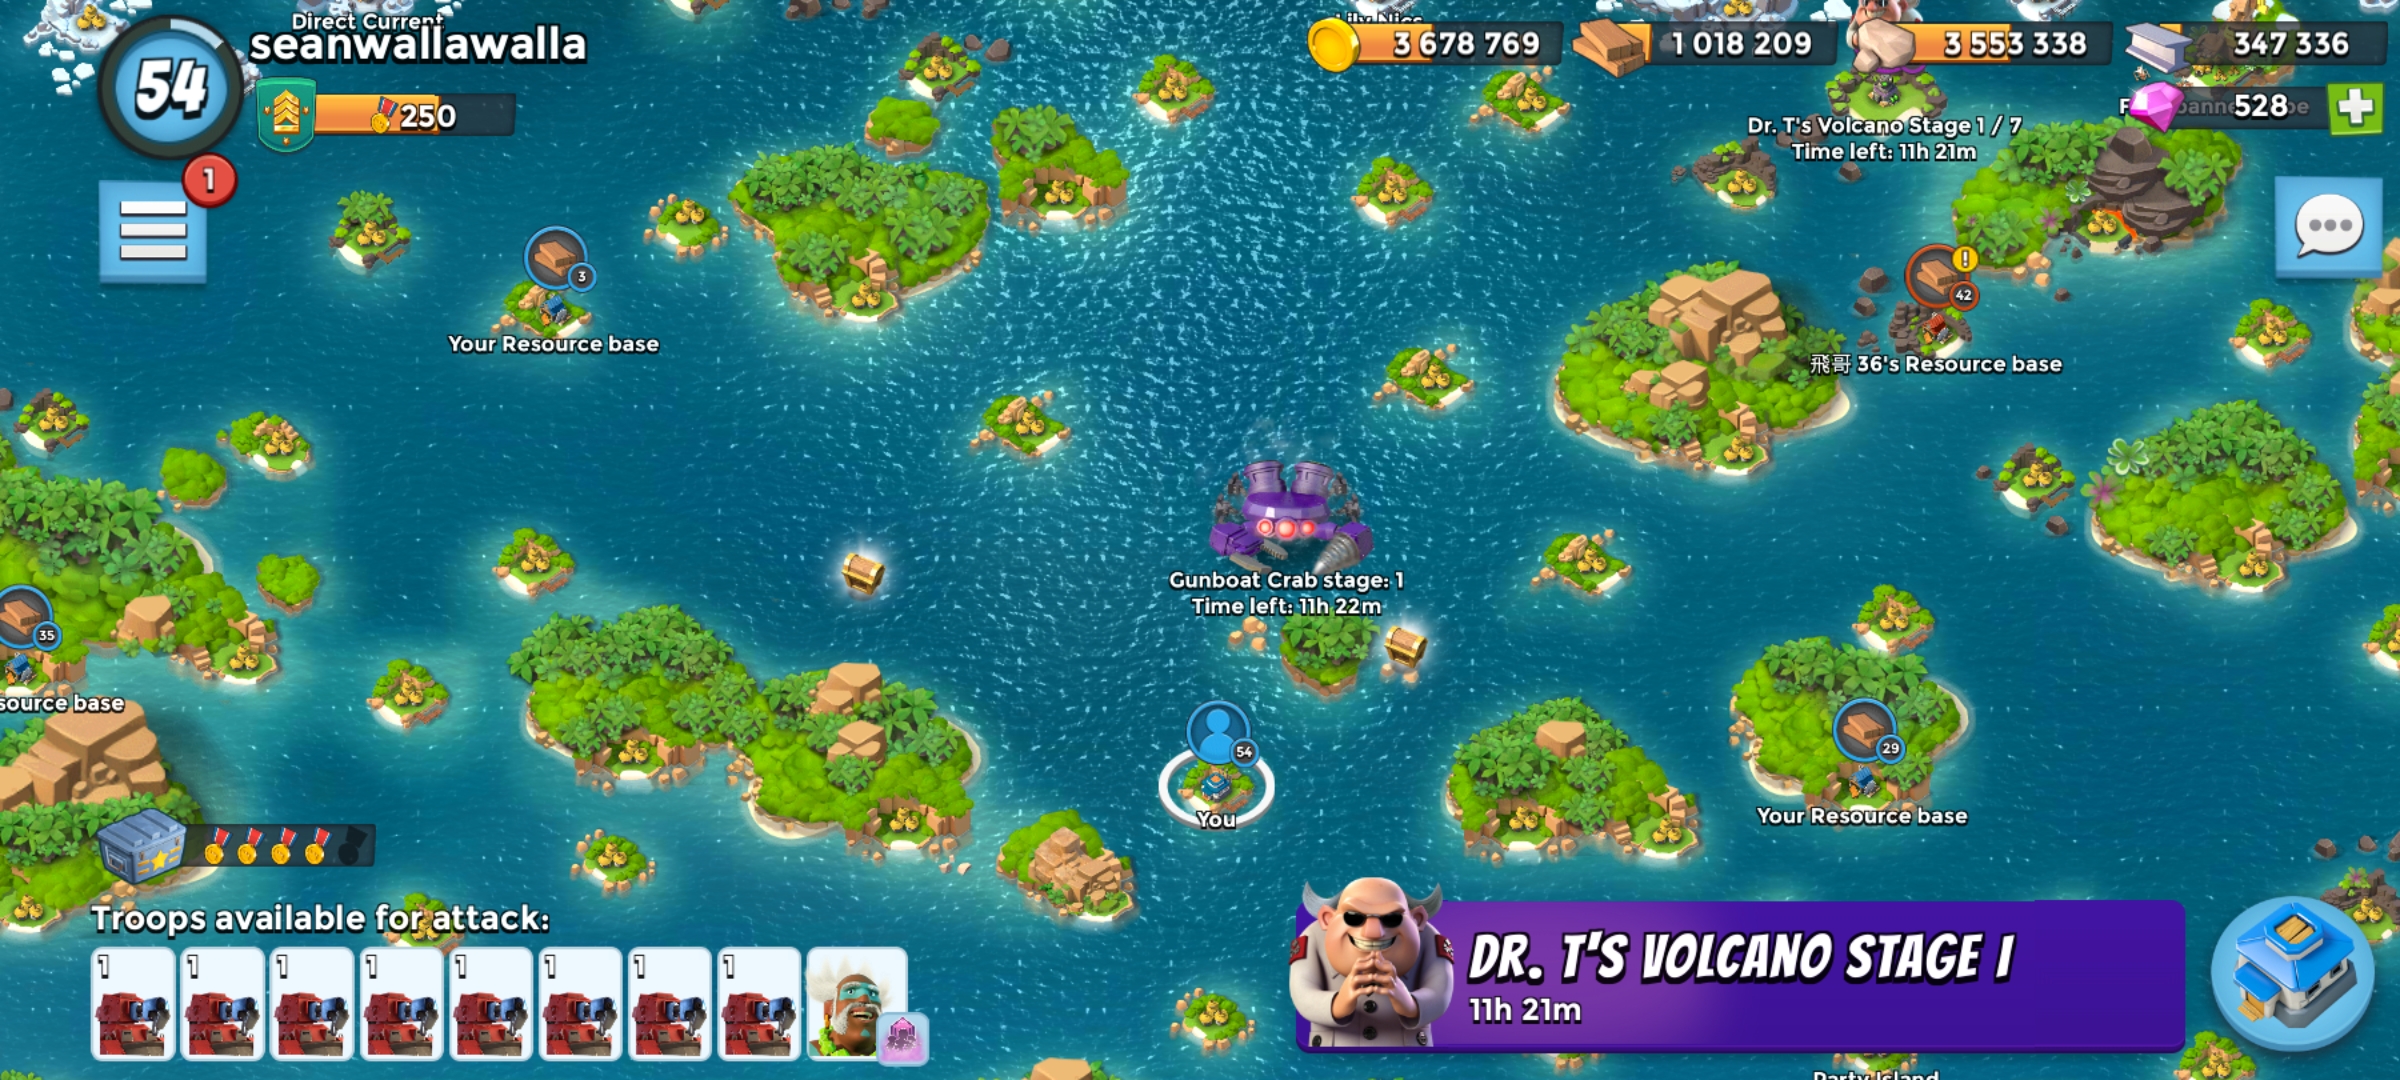 Direct Current
seanwallawalla
54
250
1
3 678 769
1 018 209
3 553 338
347 336
528
Dr. T's Volcano Stage 1 / 7
Time left: 11h 21m
3
Your Resource base
42
飛哥 36's Resource base
Gunboat Crab stage: 1
Time left: 11h 22m
35
source base
54
You
29
Your Resource base
Troops available for attack:
1 1 1 1 1 1 1 1
DR. T'S VOLCANO STAGE 1
11h 21m
Party Island